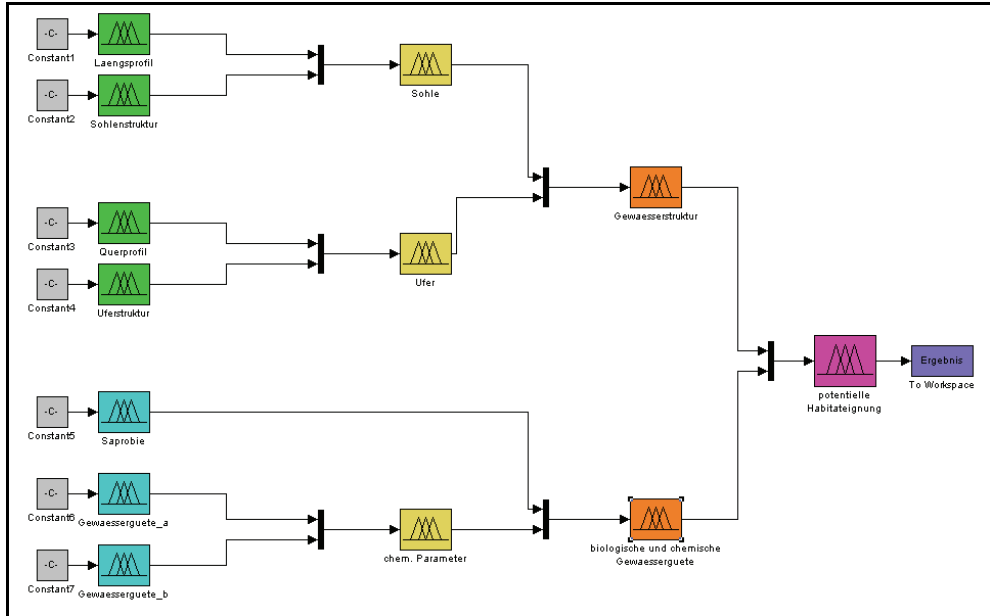 -C-
Constant1
Laengsprofil
-C-
Constant2
Sohlenstruktur
Sohle
-C-
Constant3
Querprofil
-C-
Constant4
Uferstruktur
Ufer
Gewaesserstruktur
-C-
Constant5
Saprobie
-C-
Constant6
Gewaesserguete_a
-C-
Constant7
Gewaesserguete_b
chem. Parameter
biologische und chemische
Gewaesserguete
potentielle
Habitateignung
Ergebnis
To Workspace